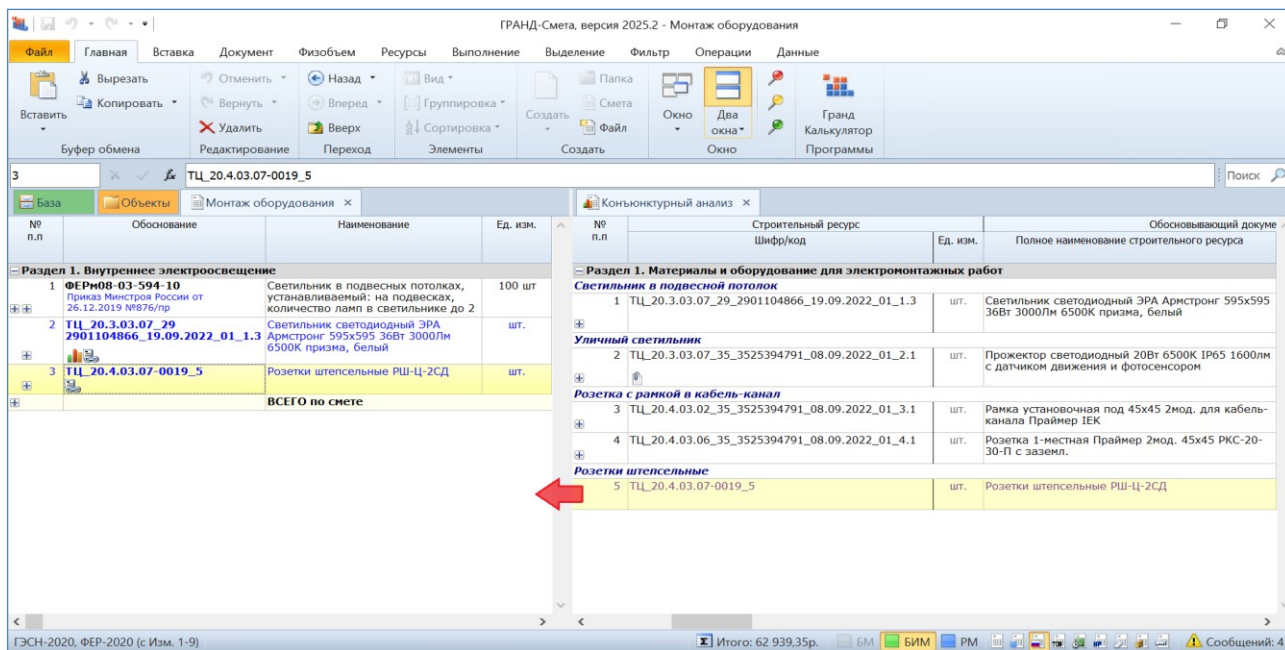 ГРАНД-Смета, версия 2025.2 - Монтаж оборудования
Файл Главная Вставка Документ Физобъем Ресурсы Выполнение Выделение Фильтр Операции Данные
Вставить
Вырезать
Копировать
Буфер обмена
Отменить
Вернуть
Удалить
Редактирование
Назад
Вперед
Вверх
Переход
Вид
Группировка
Сортировка
Элементы
Создать
Папка
Смета
Файл
Создать
Окно
Два
окна
Окно
Гранд
Калькулятор
Программы
3 fx ТЦ_20.4.03.07-0019_5 Поиск
База Объекты Монтаж оборудования ×
№
п.п
Обоснование Наименование Ед. изм.
Раздел 1. Внутреннее электроосвещение
1 ФЕРм08-03-594-10
Приказ Минстроя России от
26.12.2019 №876/пр
Светильник в подвесных потолках,
устанавливаемый: на подвесках,
количество ламп в светильнике до 2
100 шт
2 ТЦ_20.3.03.07_29
2901104866_19.09.2022_01_1.3
Светильник светодиодный ЭРА
Армстронг 595x595 36Вт 3000Лм
6500K призма, белый
шт.
3 ТЦ_20.4.03.07-0019_5 Розетки штепсельные РШ-Ц-2СД шт.
ВСЕГО по смете
Конъюнктурный анализ ×
№
п.п
Строительный ресурс Обосновывающий докуме
Шифр/код Ед. изм. Полное наименование строительного ресурса
Раздел 1. Материалы и оборудование для электромонтажных работ
Светильник в подвесной потолок
1 ТЦ_20.3.03.07_29_2901104866_19.09.2022_01_1.3 шт. Светильник светодиодный ЭРА Армстронг 595x595
36Вт 3000Лм 6500K призма, белый
Уличный светильник
2 ТЦ_20.3.03.07_35_3525394791_08.09.2022_01_2.1 шт. Прожектор светодиодный 20Вт 6500K IP65 1600лм
с датчиком движения и фотосенсором
Розетка с рамкой в кабель-канал
3 ТЦ_20.4.03.02_35_3525394791_08.09.2022_01_3.1 шт. Рамка установочная под 45x45 2мод. для кабель-
канала Праймер IEK
4 ТЦ_20.4.03.06_35_3525394791_08.09.2022_01_4.1 шт. Розетка 1-местная Праймер 2мод. 45x45 РКС-20-
30-П с заземл.
Розетки штепсельные
5 ТЦ_20.4.03.07-0019_5 шт. Розетки штепсельные РШ-Ц-2СД
ГЭСН-2020, ФЕР-2020 (с Изм. 1-9) Σ Итого: 62 939,35р. БМ БИМ РМ Сообщений: 4